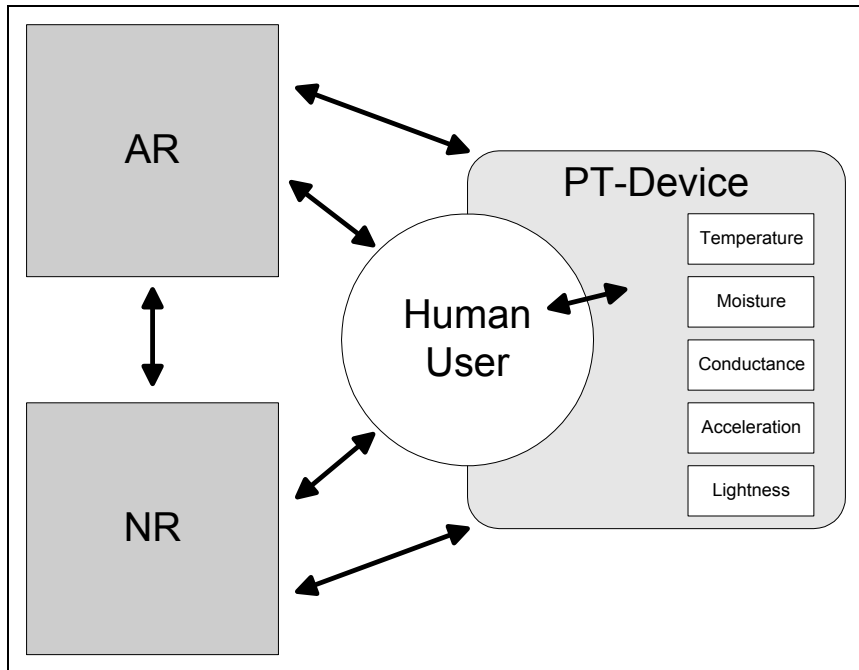 AR
PT-Device
Temperature
Moisture
Human
User
Conductance
Acceleration
Lightness
NR